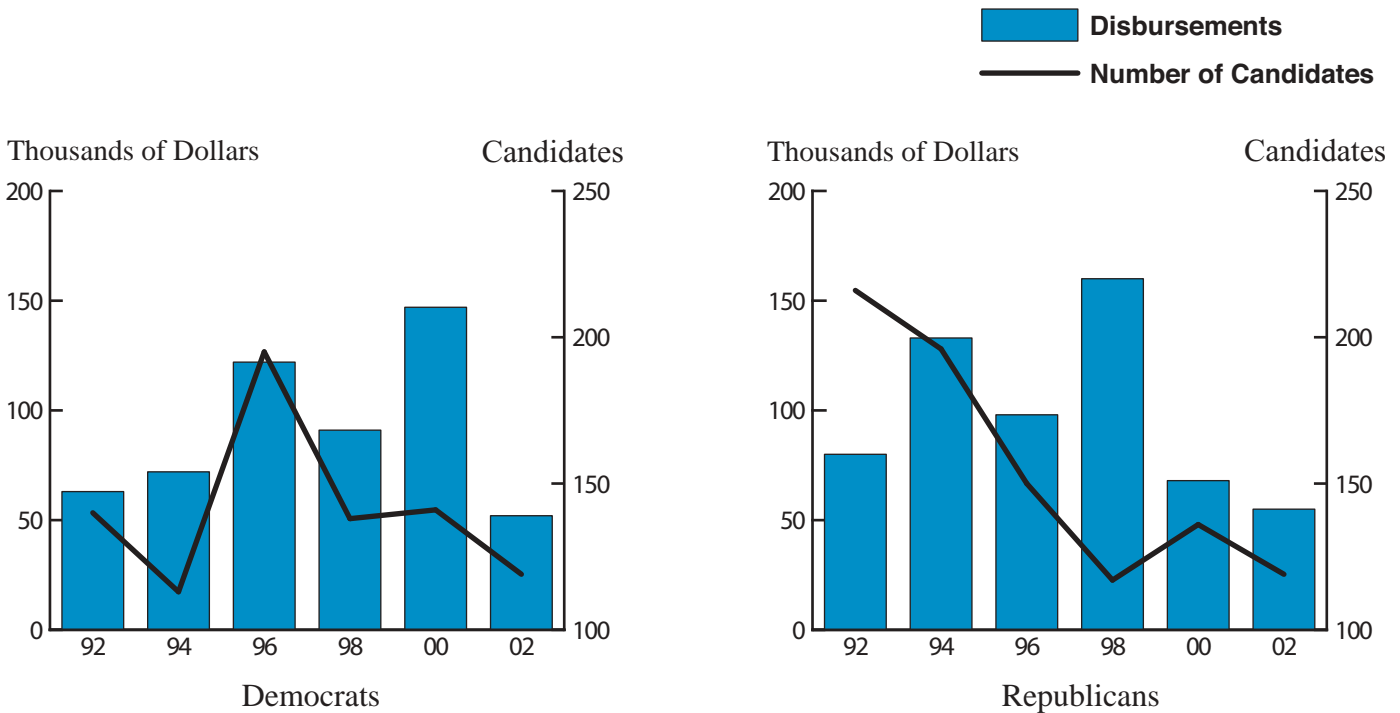 Disbursements
Number of Candidates
Thousands of Dollars
Candidates
200
150
100
50
0
250
200
150
100
92 94 96 98 00 02
Democrats
Thousands of Dollars
Candidates
200
150
100
50
0
250
200
150
100
92 94 96 98 00 02
Republicans